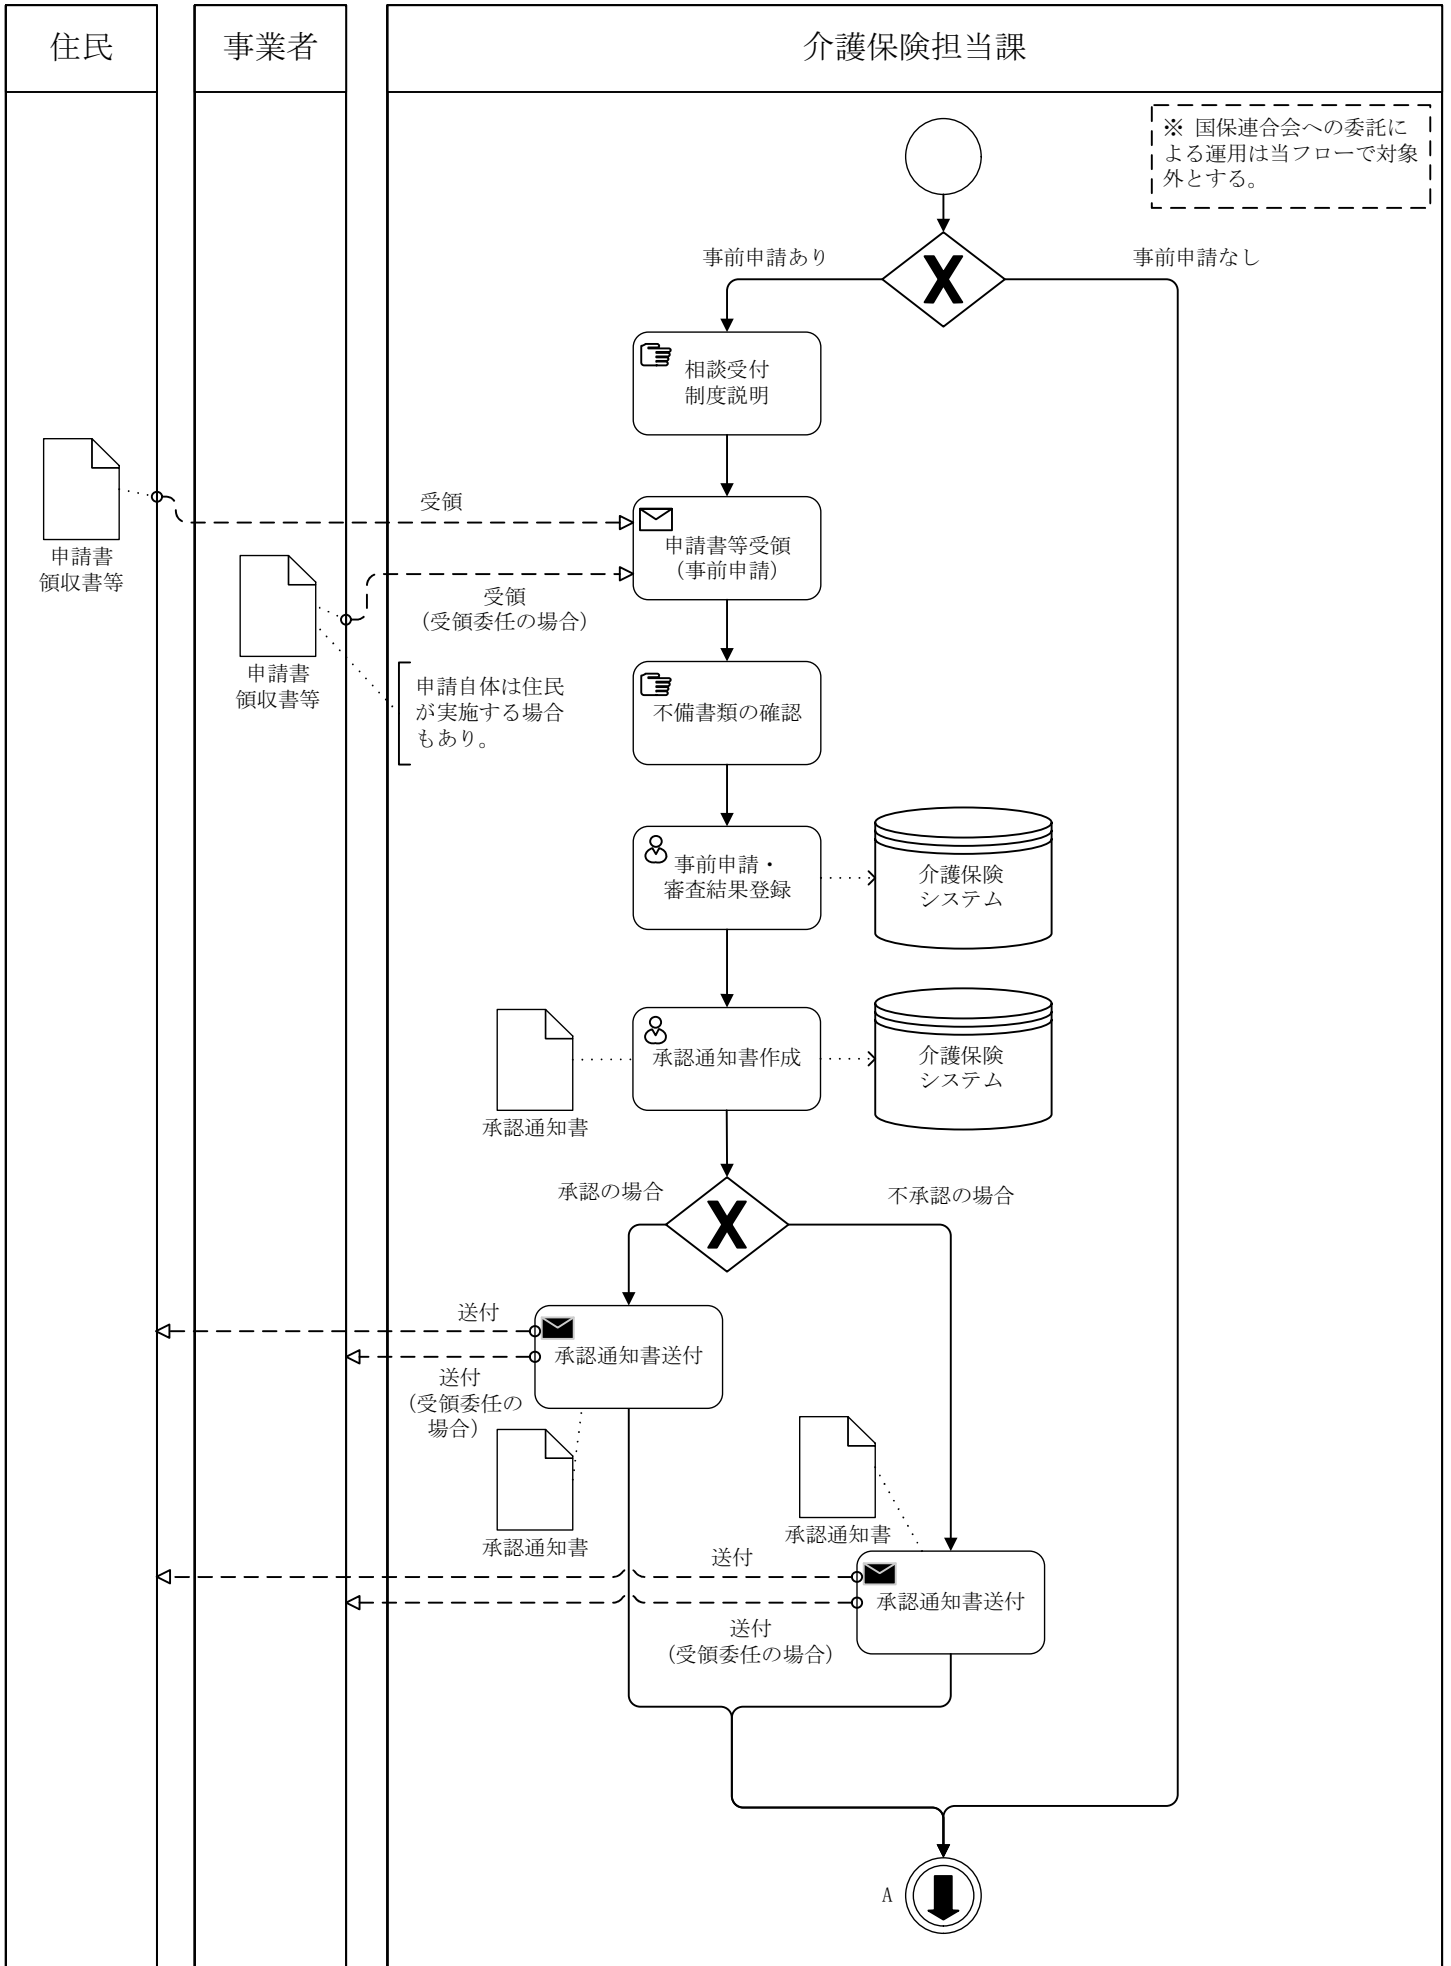 住民
事業者
介護保険担当課
※ 国保連合会への委託に
よる運用は当フローで対象
外とする。
事前申請あり
事前申請なし
相談受付
制度説明
申請書
領収書等
受領
申請書等受領
（事前申請）
受領
（受領委任の場合）
申請書
領収書等
申請自体は住民
が実施する場合
もあり。
不備書類の確認
事前申請・
審査結果登録
介護保険
システム
承認通知書
承認通知書作成
介護保険
システム
承認の場合
不承認の場合
送付
承認通知書送付
送付
（受領委任の
場合）
承認通知書
承認通知書
送付
承認通知書送付
送付
（受領委任の場合）
A